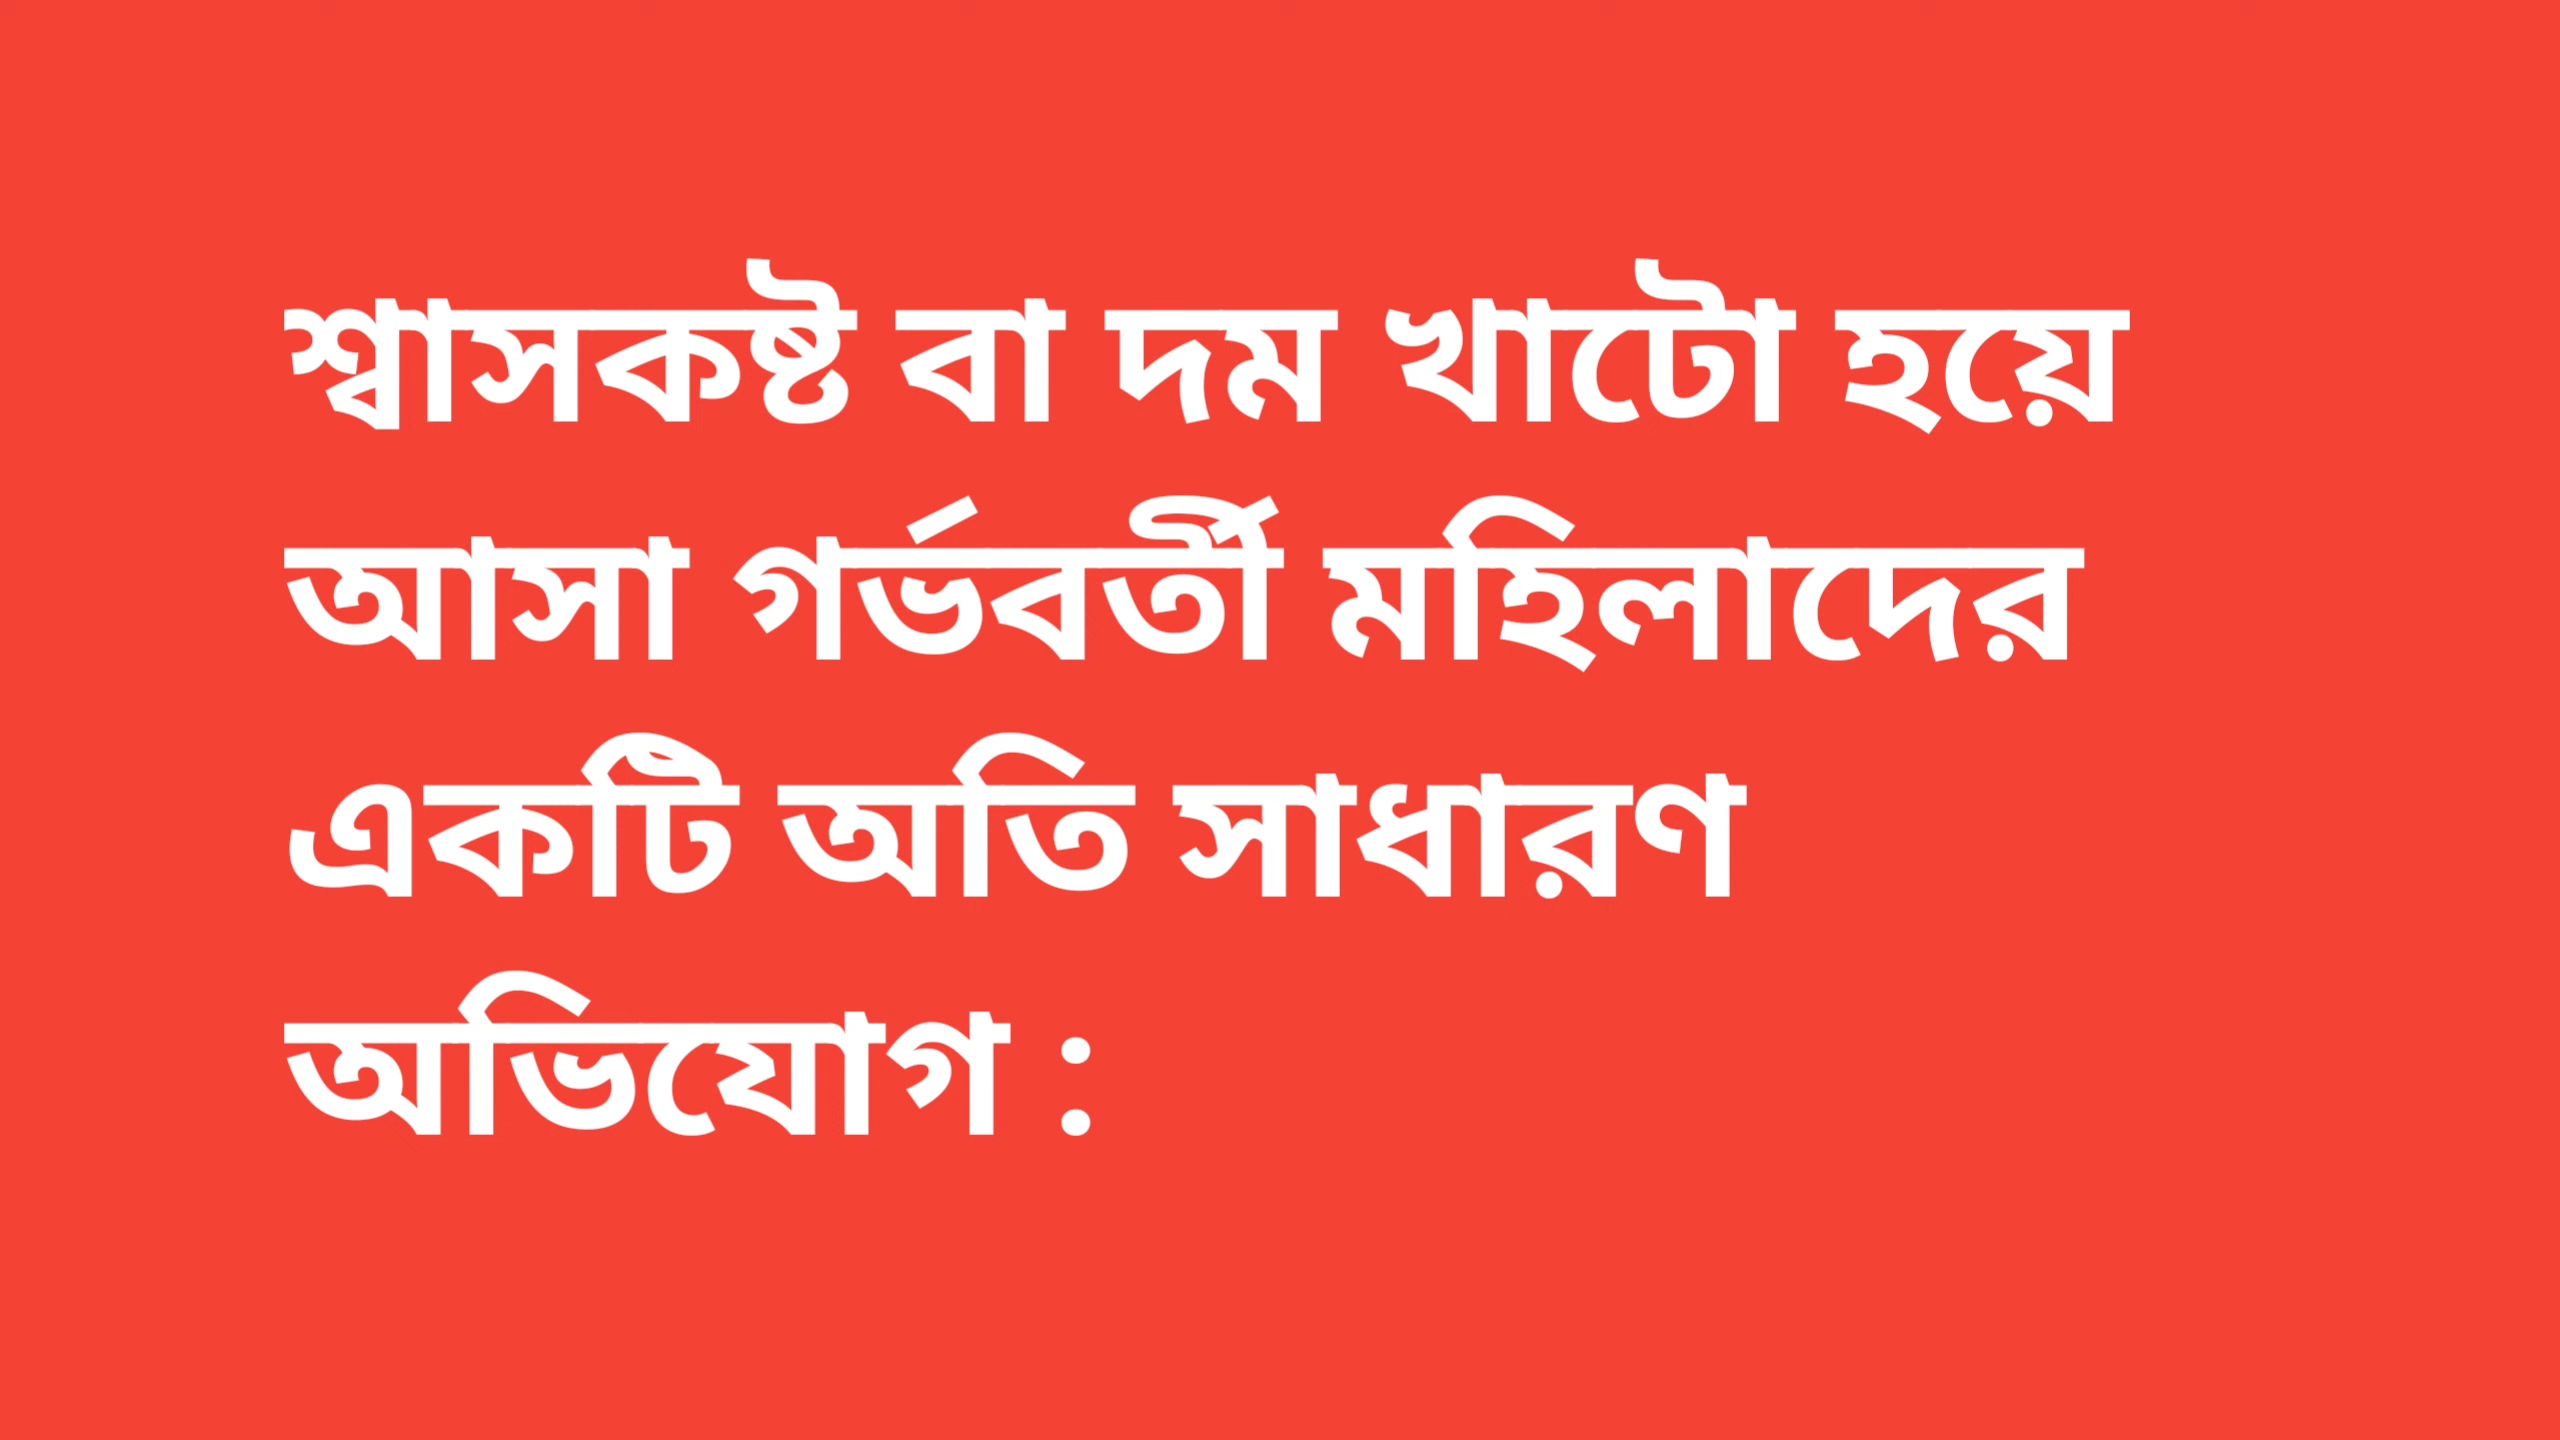 শ্বাসকষ্ট বা দম খাটো হয়ে
আসা গর্ভবর্তী মহিলাদের
একটি অতি সাধারণ
অভিযোগ :